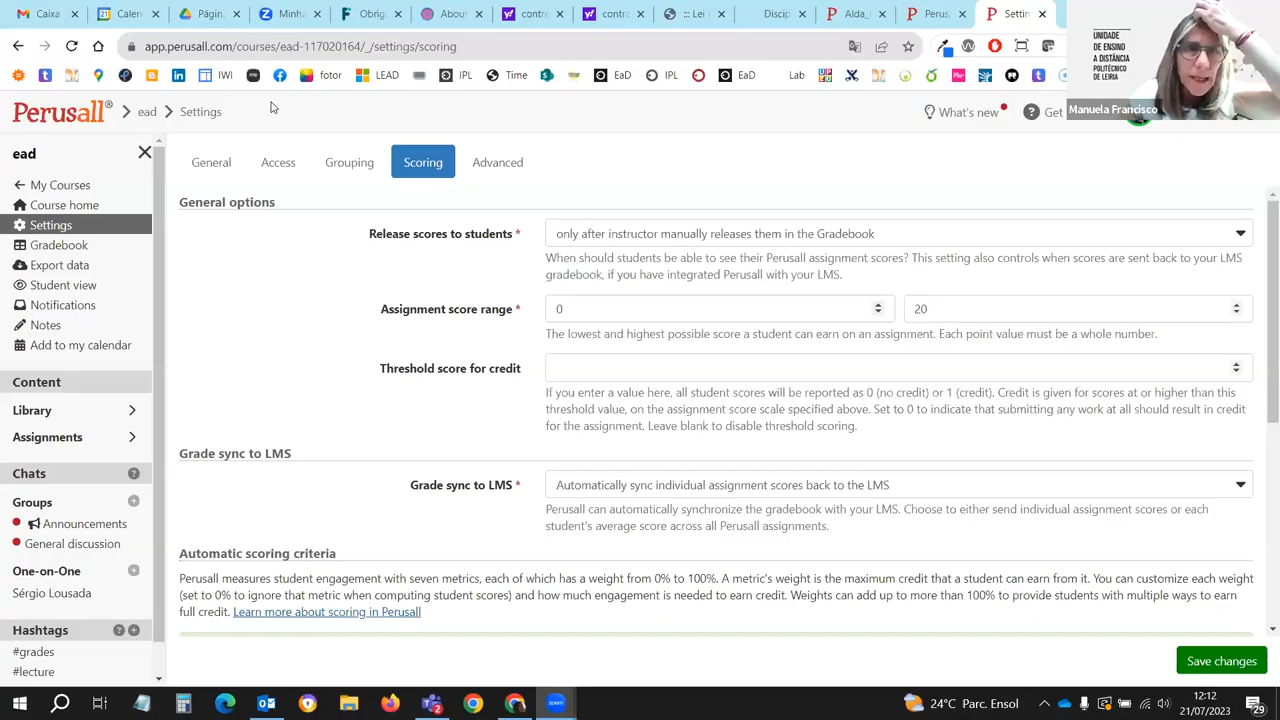 Lei
Cale
Página
Obrig
Minha
Abou
contre
contre
Discip
Alda_
Perus
Settin
app.perusall.com/courses/ead-117020164/_/settings/scoring
IWI
fotor
LEAD
IPL
Time
EaD
IPL
EaD
Lab
UNIDADE
DE ENSINO
A DISTÂNCIA
POLITÉCNICO
DE LEIRIA
Manuela Francisco
Perusall® ead Settings
What's new
Get
ead
My Courses
Course home
Settings
Gradebook
Export data
Student view
Notifications
Notes
Add to my calendar
Content
Library
Assignments
Chats
Groups
Announcements
General discussion
One-on-One
Sérgio Lousada
Hashtags
#grades
#lecture
General Access Grouping Scoring Advanced
General options
Release scores to students *
only after instructor manually releases them in the Gradebook
When should students be able to see their Perusall assignment scores? This setting also controls when scores are sent back to your LMS
gradebook, if you have integrated Perusall with your LMS.
Assignment score range *
0 20
The lowest and highest possible score a student can earn on an assignment. Each point value must be a whole number.
Threshold score for credit
If you enter a value here, all student scores will be reported as 0 (no credit) or 1 (credit). Credit is given for scores at or higher than this
threshold value, on the assignment score scale specified above. Set to 0 to indicate that submitting any work at all should result in credit
for the assignment. Leave blank to disable threshold scoring.
Grade sync to LMS
Grade sync to LMS *
Automatically sync individual assignment scores back to the LMS
Perusall can automatically synchronize the gradebook with your LMS. Choose to either send individual assignment scores or each
student's average score across all Perusall assignments.
Automatic scoring criteria
Perusall measures student engagement with seven metrics, each of which has a weight from 0% to 100%. A metric's weight is the maximum credit that a student can earn from it. You can customize each weight
(set to 0% to ignore that metric when computing student scores) and how much engagement is needed to earn credit. Weights can add up to more than 100% to provide students with multiple ways to earn
full credit. Learn more about scoring in Perusall
Save changes
zoom
24°C Parc. Ensol
12:12
21/07/2023
29